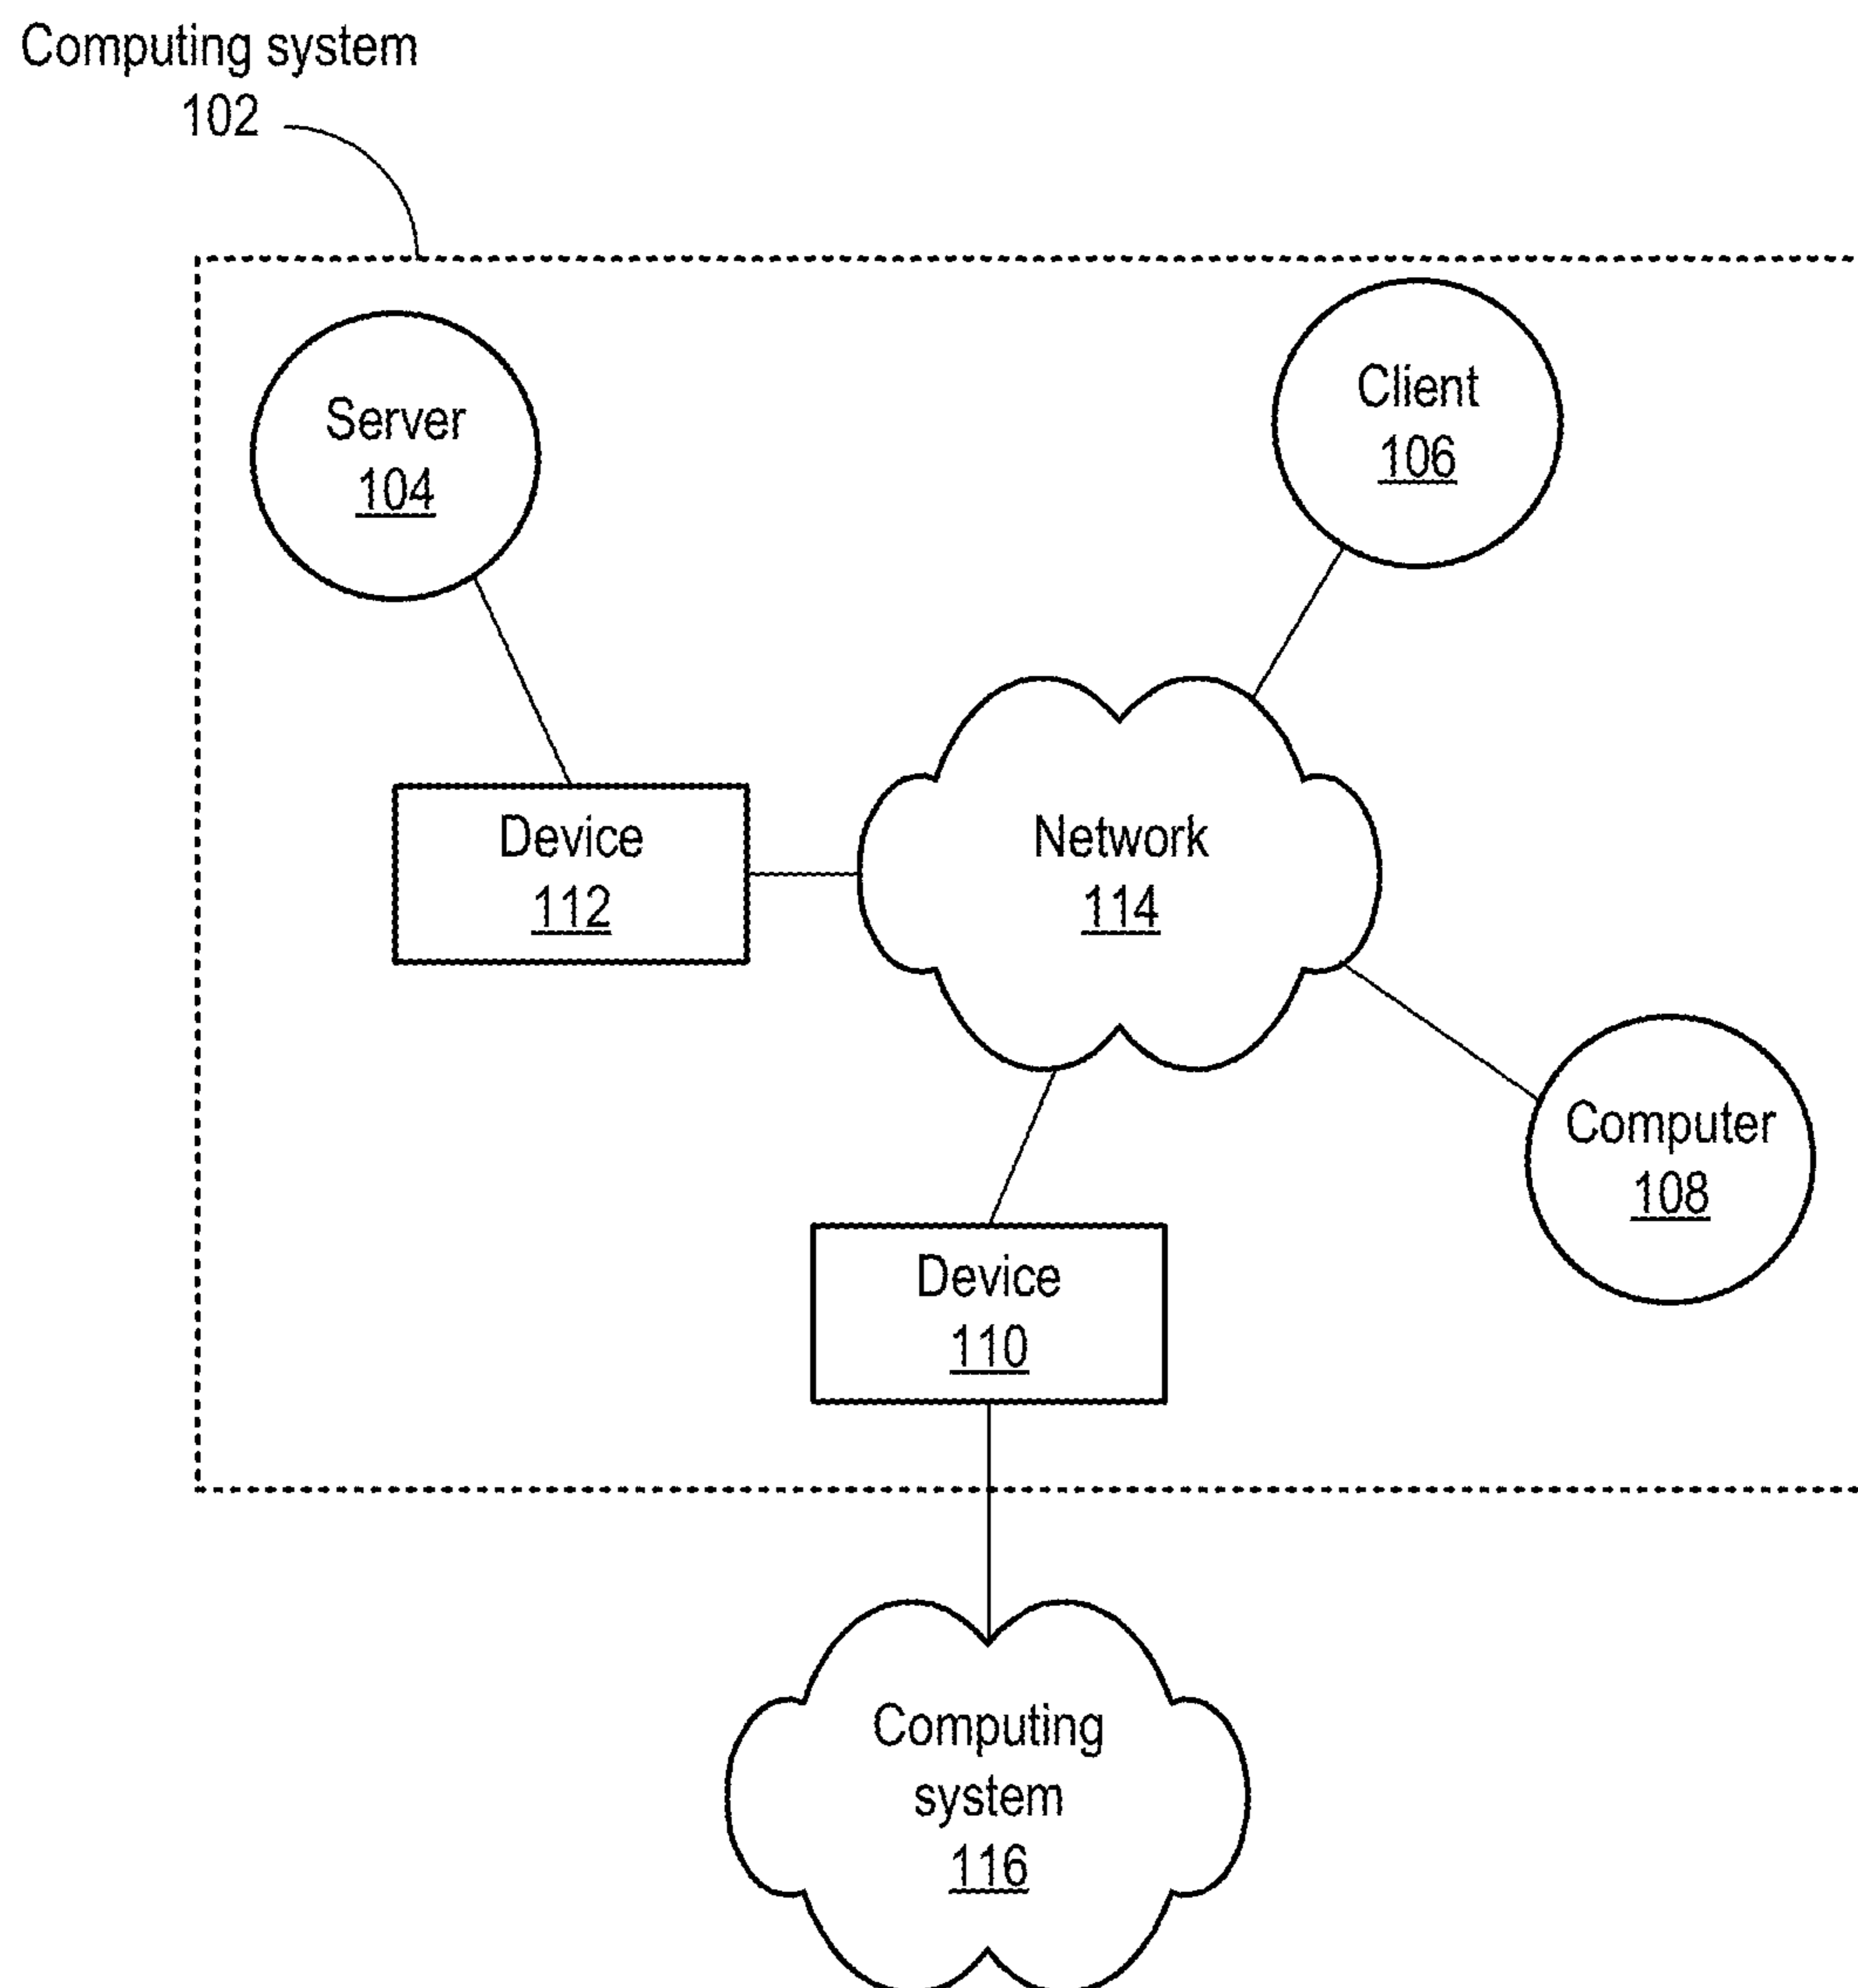 Computing system
102
Server
104
Client
106
Device
112
Network
114
Computer
108
Device
110
Computing
system
116